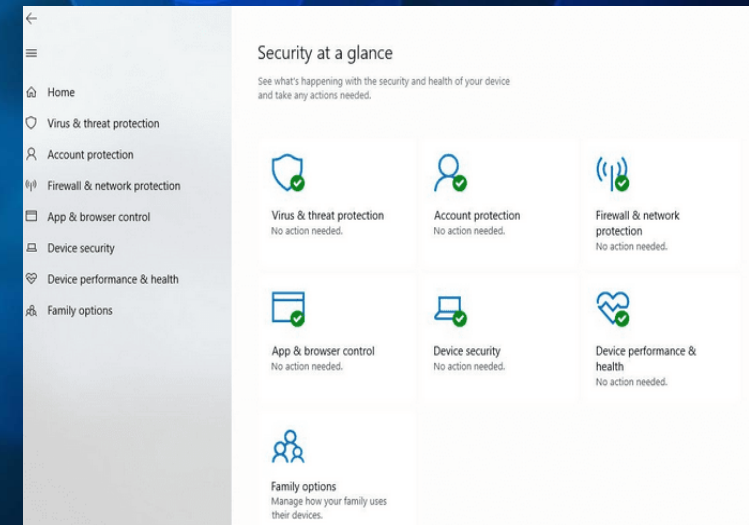 Home
Virus & threat protection
Account protection
Firewall & network protection
App & browser control
Device security
Device performance & health
Family options
Security at a glance
See what's happening with the security and health of your device
and take any actions needed.
Virus & threat protection
No action needed.
Account protection
No action needed.
Firewall & network
protection
No action needed.
App & browser control
No action needed.
Device security
No action needed.
Device performance &
health
No action needed.
Family options
Manage how your family uses
their devices.